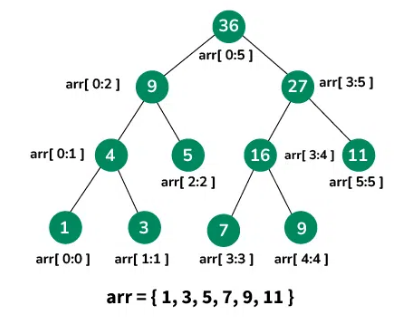 36
arr[ 0:5 ]
arr[ 0:2 ] 9 27 arr[ 3:5 ]
arr[ 0:1 ] 4 5 16 arr[ 3:4 ] 11
arr[ 2:2 ] arr[ 5:5 ]
1 3 7 9
arr[ 0:0 ] arr[ 1:1 ] arr[ 3:3 ] arr[ 4:4 ]
arr = { 1, 3, 5, 7, 9, 11 }